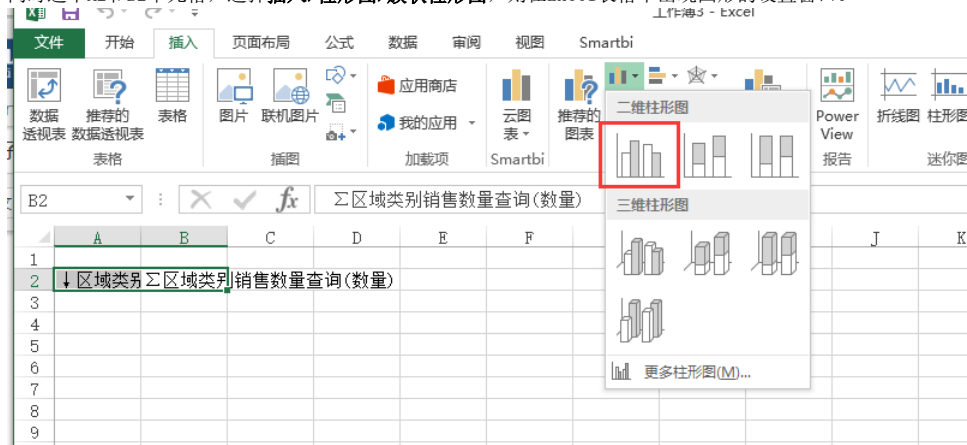 工作簿3 - Excel
文件 开始 插入 页面布局 公式 数据 审阅 视图 Smartbi
数据透视表
推荐的数据透视表
表格
表格
图片
联机图片
插图
应用商店
我的应用
加载项
云图表
Smartbi
推荐的图表
Power View
报告
折线图
柱形图
迷你图
二维柱形图
三维柱形图
更多柱形图(M)...
B2 fx Σ区域类别销售数量查询(数量)
A B C D E F J K
1
2 ↓区域类别 Σ区域类别销售数量查询(数量)
3
4
5
6
7
8
9